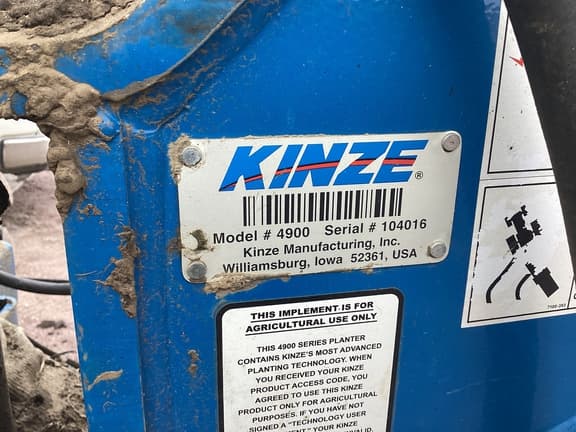 KINZE®
Model # 4900 Serial # 104016
Kinze Manufacturing, Inc.
Williamsburg, Iowa 52361, USA
THIS IMPLEMENT IS FOR
AGRICULTURAL USE ONLY
THIS 4900 SERIES PLANTER
CONTAINS KINZE'S MOST ADVANCED
PLANTING TECHNOLOGY. WHEN
YOU RECEIVED YOUR KINZE
PRODUCT ACCESS CODE, YOU
AGREED TO USE THIS KINZE
PRODUCT ONLY FOR AGRICULTURAL
PURPOSES. IF YOU HAVE NOT
SIGNED A "TECHNOLOGY USER
YOUR KINZE